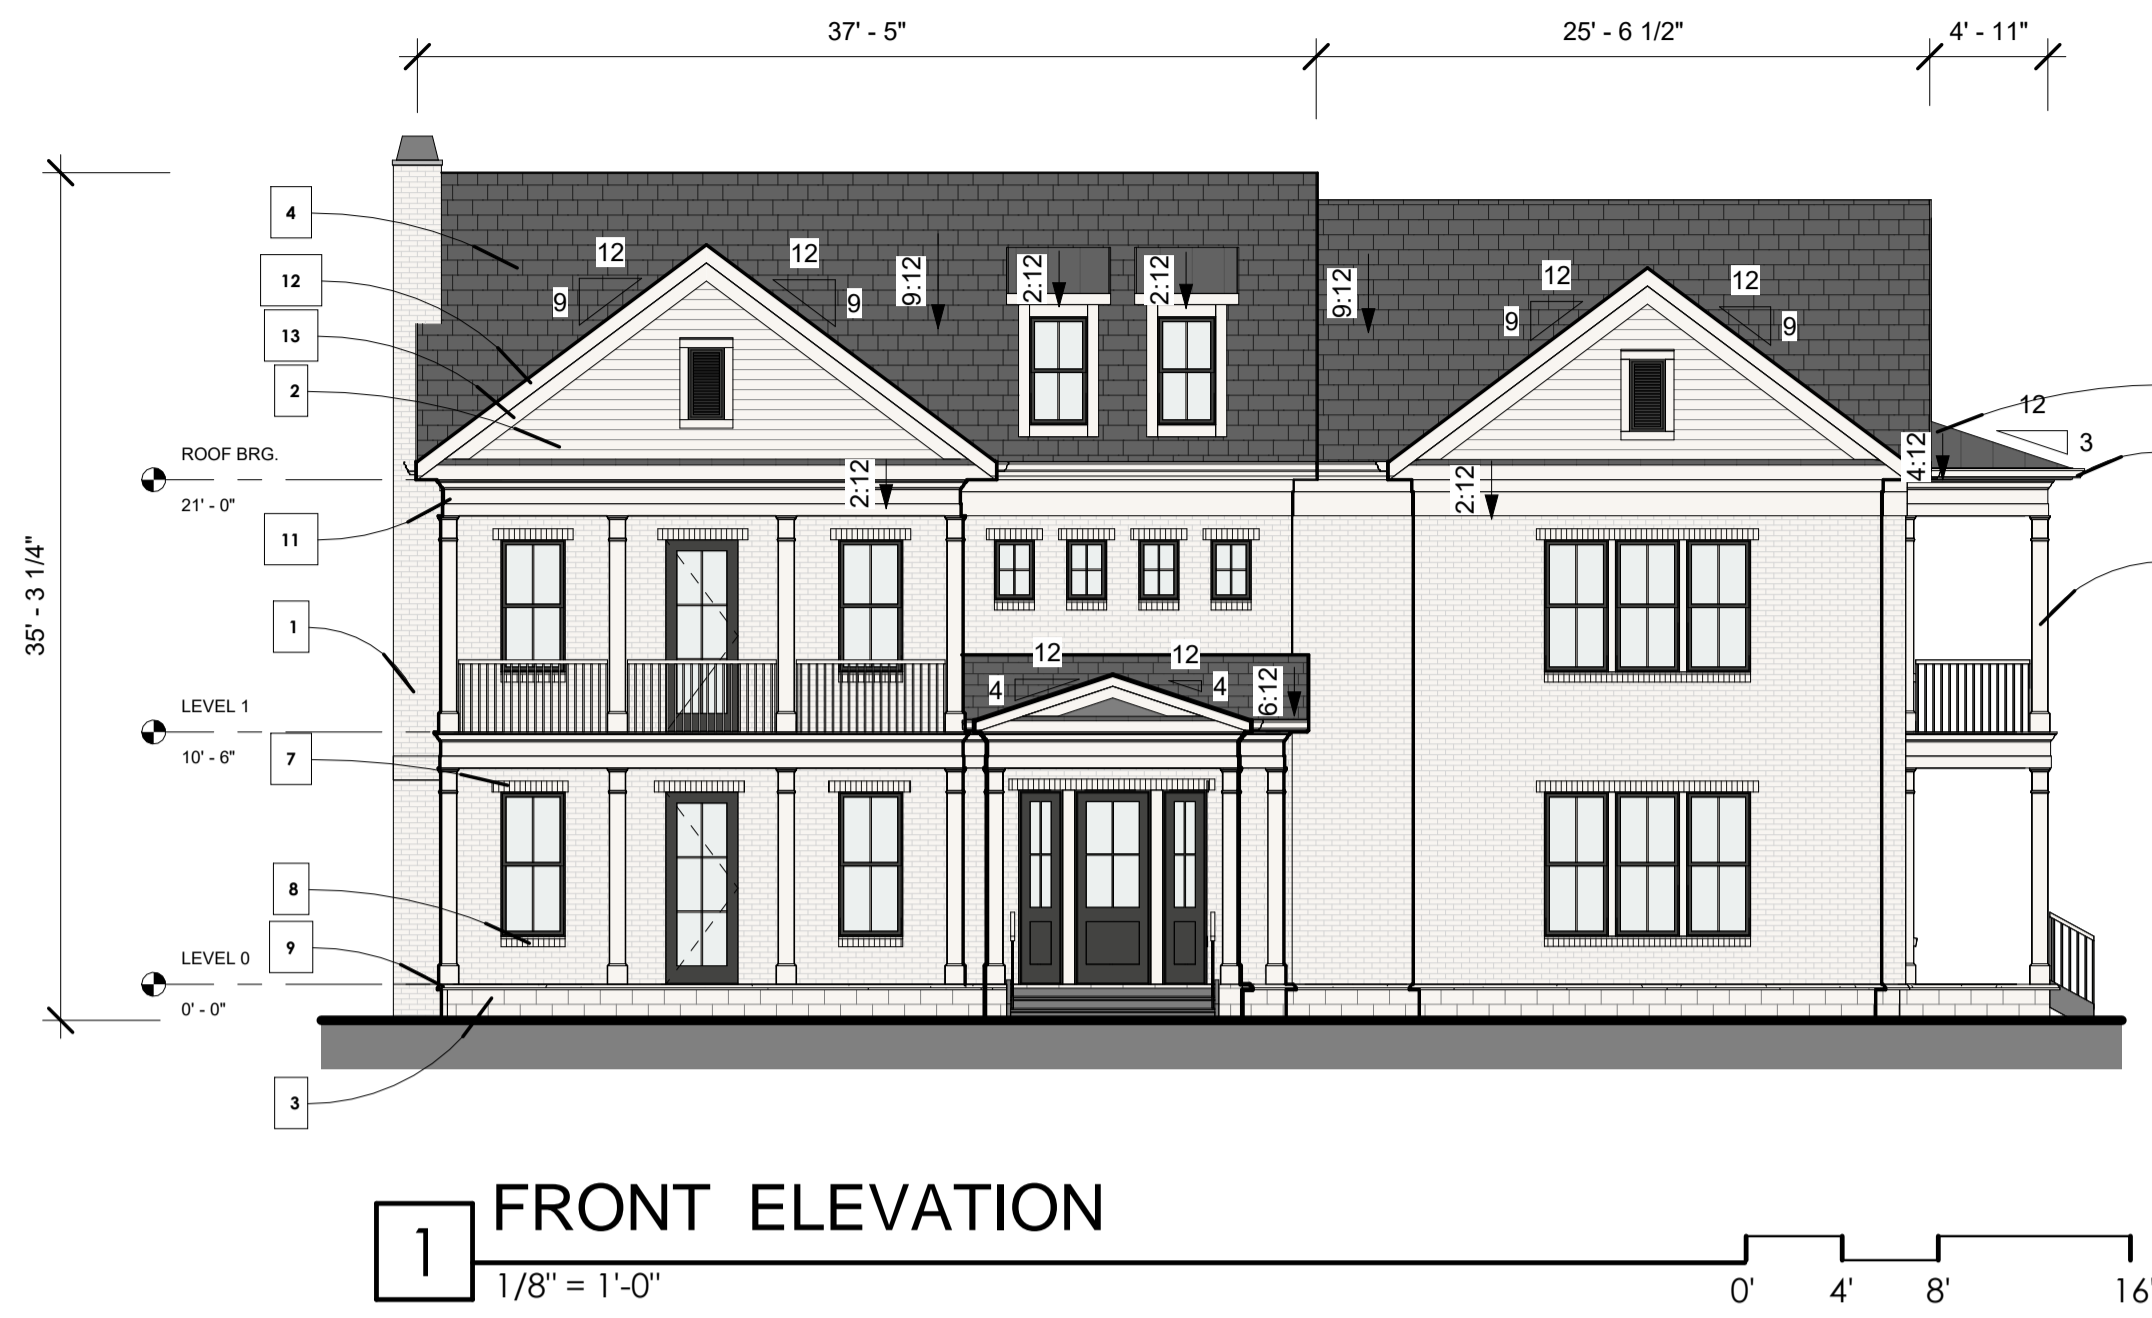 37' - 5"
25' - 6 1/2"
4' - 11"
35' - 3 1/4"
4
12
13
2
ROOF BRG.
21' - 0"
11
1
LEVEL 1
10' - 6"
7
8
9
LEVEL 0
0' - 0"
3
12
9
12
9
9:12
2:12
2:12
9:12
12
9
12
9
12
3
4:12
2:12
2:12
12
4
12
4
6:12
1
FRONT ELEVATION
1/8" = 1'-0"
0' 4' 8' 16'